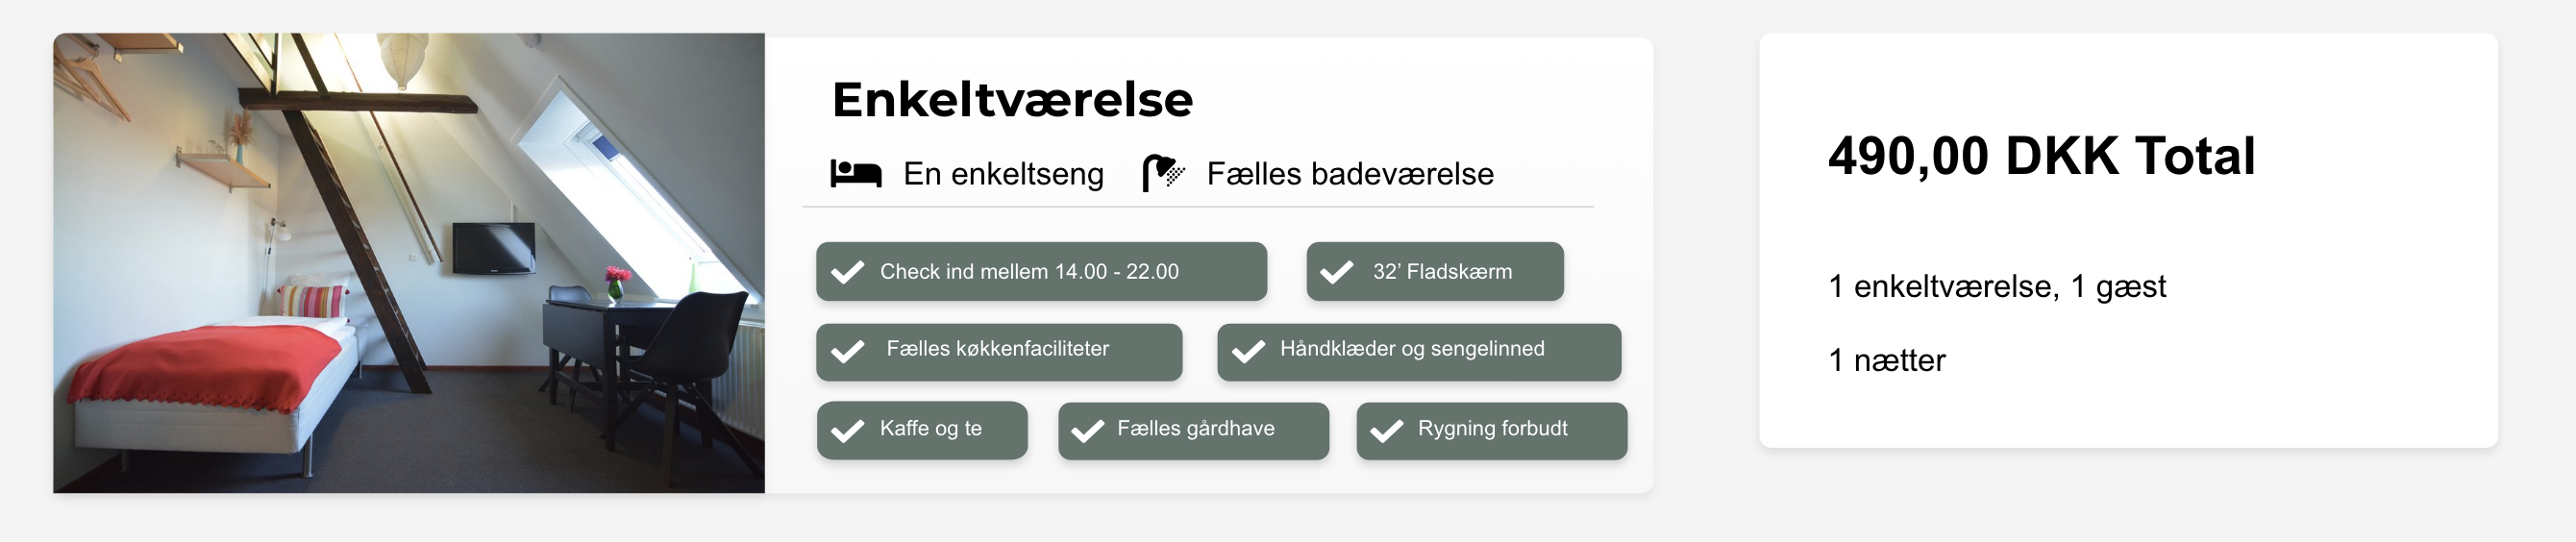 Enkeltværelse
En enkeltseng
Fælles badeværelse
Check ind mellem 14.00 - 22.00
32’ Fladskærm
Fælles køkkenfaciliteter
Håndklæder og sengelinned
Kaffe og te
Fælles gårdhave
Rygning forbudt
490,00 DKK Total
1 enkeltværelse, 1 gæst
1 nætter